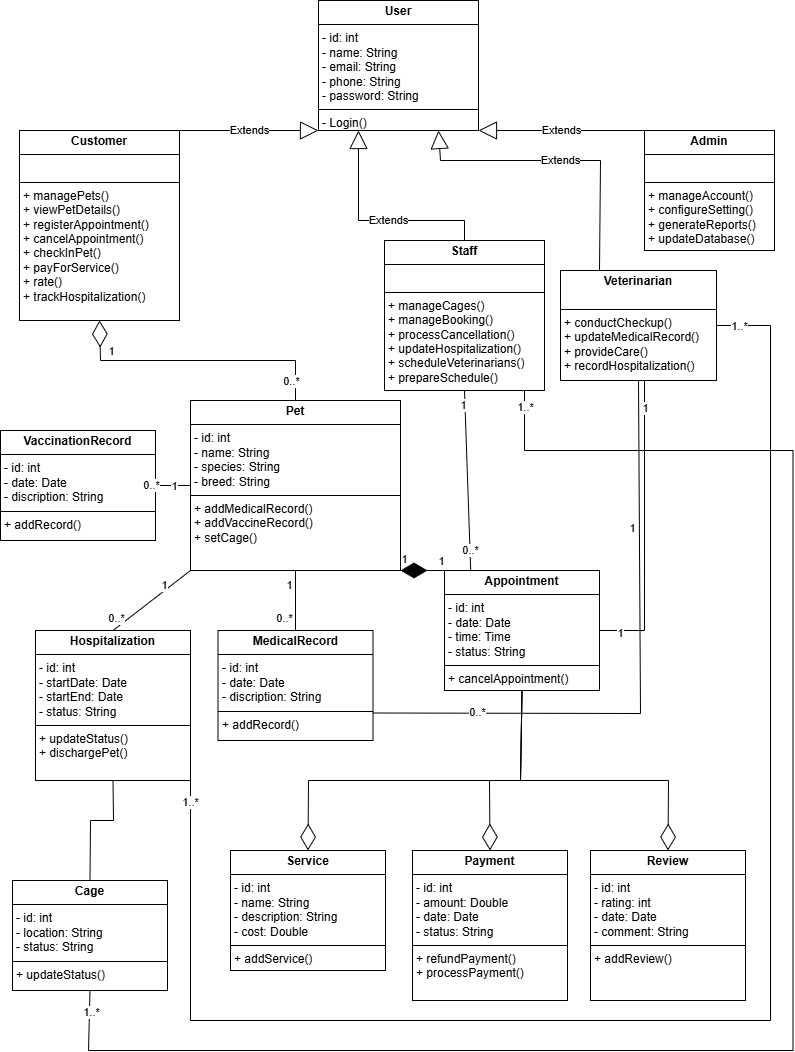 User
- id: int
- name: String
- email: String
- phone: String
- password: String
- Login()
Extends
Extends
Extends
Extends
Customer
+ managePets()
+ viewPetDetails()
+ registerAppointment()
+ cancelAppointment()
+ checkInPet()
+ payForService()
+ rate()
+ trackHospitalization()
Admin
+ manageAccount()
+ configureSetting()
+ generateReports()
+ updateDatabase()
Staff
+ manageCages()
+ manageBooking()
+ processCancellation()
+ updateHospitalization()
+ scheduleVeterinarians()
+ prepareSchedule()
Veterinarian
+ conductCheckup()
+ updateMedicalRecord()
+ provideCare()
+ recordHospitalization()
1..*
1
0..*
1
1..*
1
Pet
- id: int
- name: String
- species: String
- breed: String
+ addMedicalRecord()
+ addVaccineRecord()
+ setCage()
VaccinationRecord
- id: int
- date: Date
- discription: String
+ addRecord()
0..*
1
1
0..*
1
1
0..*
1
0..*
1
1
Appointment
- id: int
- date: Date
- time: Time
- status: String
+ cancelAppointment()
Hospitalization
- id: int
- startDate: Date
- startEnd: Date
- status: String
+ updateStatus()
+ dischargePet()
MedicalRecord
- id: int
- date: Date
- discription: String
+ addRecord()
0..*
1..*
Service
- id: int
- name: String
- description: String
- cost: Double
+ addService()
Payment
- id: int
- amount: Double
- date: Date
- status: String
+ refundPayment()
+ processPayment()
Review
- id: int
- rating: int
- date: Date
- comment: String
+ addReview()
Cage
- id: int
- location: String
- status: String
+ updateStatus()
1..*